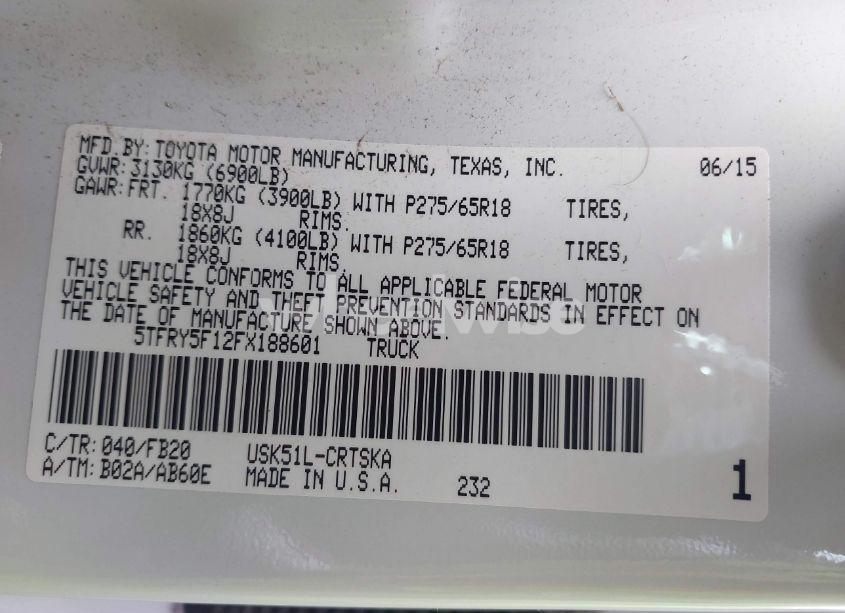 MFD.BY: TOYOTA MOTOR MANUFACTURING, TEXAS, INC. 06/15
GVWR: 3130KG (6900LB)
GAWR: FRT. 1770KG (3900LB) WITH P275/65R18 TIRES,
18X8J RIMS.
RR. 1860KG (4100LB) WITH P275/65R18 TIRES,
18X8J RIMS.
THIS VEHICLE CONFORMS TO ALL APPLICABLE FEDERAL MOTOR
VEHICLE SAFETY AND THEFT PREVENTION STANDARDS IN EFFECT ON
THE DATE OF MANUFACTURE SHOWN ABOVE.
5TFRY5F12FX188601 TRUCK
C/TR: 040/FB20 USK51L-CRTSKA
A/TM: B02A/AB60E MADE IN U.S.A. 232 1